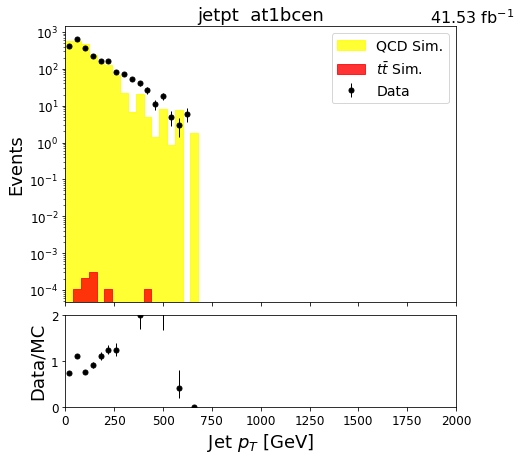 jetpt at1bcen
41.53 fb⁻¹
QCD Sim.
tt̄ Sim.
Data
10³
10²
10¹
10⁰
10⁻¹
10⁻²
10⁻³
10⁻⁴
Events
2
1
0
Data/MC
0 250 500 750 1000 1250 1500 1750 2000
Jet p_T [GeV]